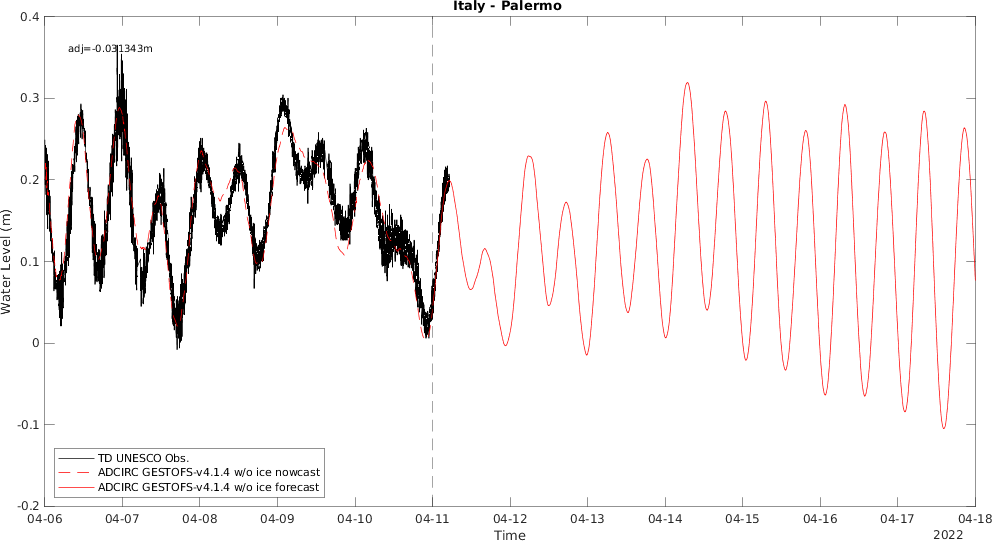 Italy - Palermo
0.4
0.3
0.2
0.1
0
-0.1
-0.2
Water Level (m)
adj=-0.031343m
TD UNESCO Obs.
ADCIRC GESTOFS-v4.1.4 w/o ice nowcast
ADCIRC GESTOFS-v4.1.4 w/o ice forecast
04-06 04-07 04-08 04-09 04-10 04-11 04-12 04-13 04-14 04-15 04-16 04-17 04-18
Time
2022